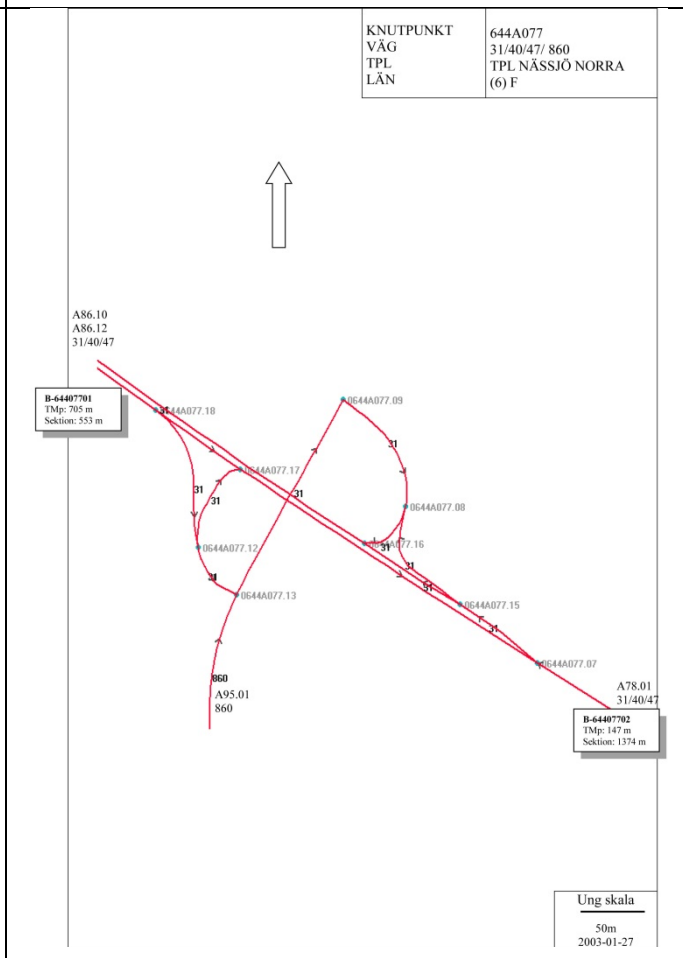 KNUTPUNKT 644A077
VÄG 31/40/47/ 860
TPL TPL NÄSSJÖ NORRA
LÄN (6) F
A86.10
A86.12
31/40/47
B-64407701
TMp: 705 m
Sektion: 553 m
0644A077.09
0644A077.17
31
31
31
31
0644A077.08
0644A077.12
0644A077.16
31
31
31
0644A077.13
0644A077.15
31
0644A077.07
860
A95.01
860
A78.01
31/40/47
B-64407702
TMp: 147 m
Sektion: 1374 m
Ung skala
50m
2003-01-27